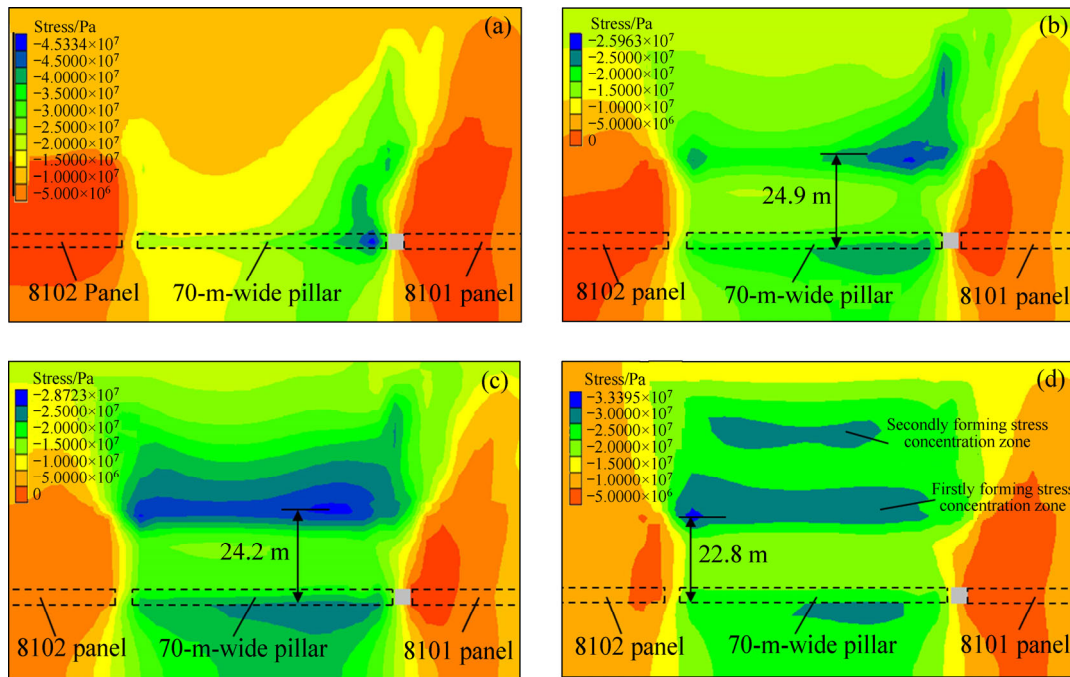 (a)
Stress/Pa
−4.5334×10⁷
−4.5000×10⁷
−4.0000×10⁷
−3.5000×10⁷
−3.0000×10⁷
−2.5000×10⁷
−2.0000×10⁷
−1.5000×10⁷
−1.0000×10⁷
−5.000×10⁶
8102 Panel
70-m-wide pillar
8101 panel
(b)
Stress/Pa
−2.5963×10⁷
−2.5000×10⁷
−2.0000×10⁷
−1.5000×10⁷
−1.0000×10⁷
−5.0000×10⁶
0
24.9 m
8102 panel
70-m-wide pillar
8101 panel
(c)
Stress/Pa
−2.8723×10⁷
−2.5000×10⁷
−2.0000×10⁷
−1.5000×10⁷
−1.0000×10⁷
−5.0000×10⁶
0
24.2 m
8102 panel
70-m-wide pillar
8101 panel
(d)
Stress/Pa
−3.3395×10⁷
−3.0000×10⁷
−2.5000×10⁷
−2.0000×10⁷
−1.5000×10⁷
−1.0000×10⁷
−5.0000×10⁶
Secondly forming stress
concentration zone
Firstly forming stress
concentration zone
22.8 m
8102 panel
70-m-wide pillar
8101 panel